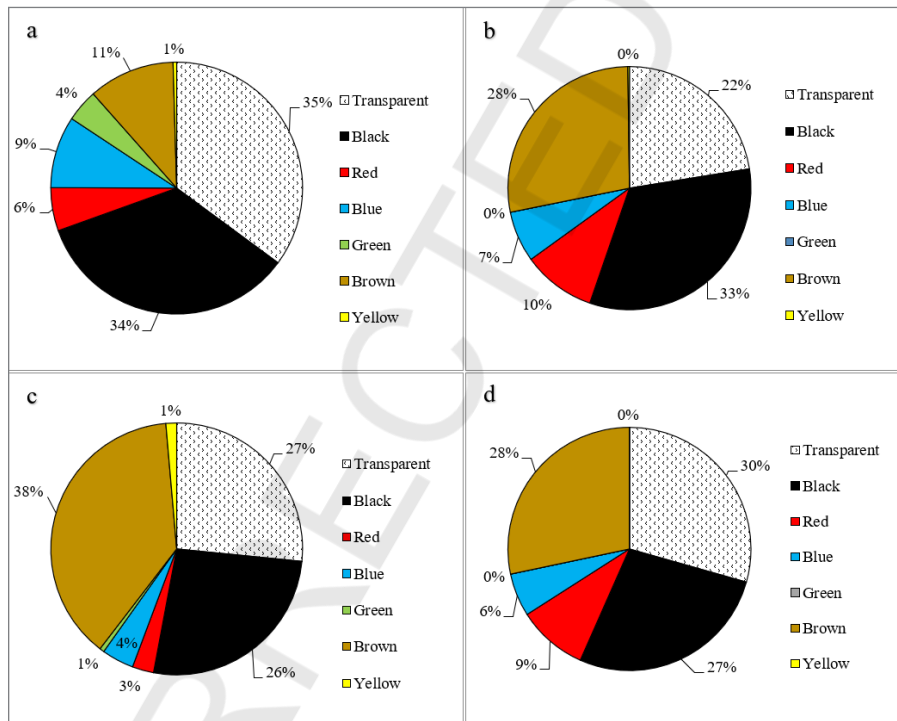 a
1%
11%
4%
9%
6%
34%
35%
Transparent
Black
Red
Blue
Green
Brown
Yellow
b
0%
28%
22%
0%
7%
10%
33%
Transparent
Black
Red
Blue
Green
Brown
Yellow
c
1%
27%
38%
4%
1%
3%
26%
Transparent
Black
Red
Blue
Green
Brown
Yellow
d
0%
28%
30%
0%
6%
9%
27%
Transparent
Black
Red
Blue
Green
Brown
Yellow
RRECTED